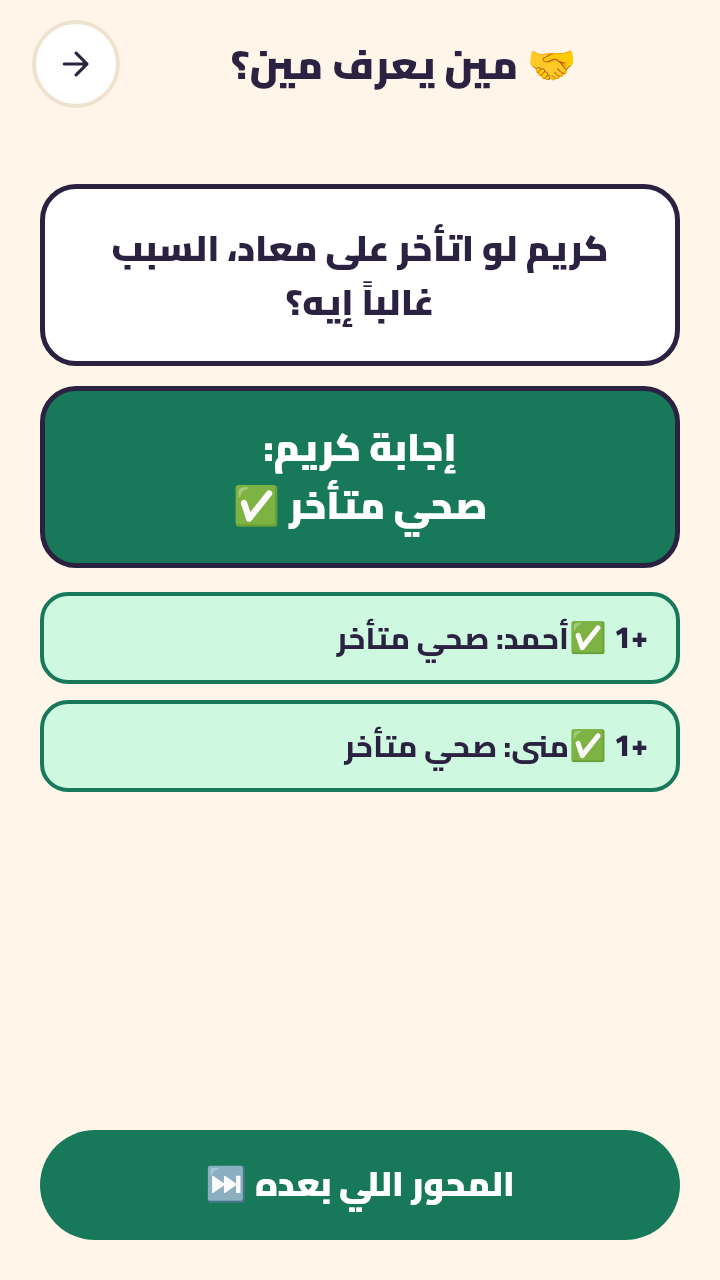 🤝 مين يعرف مين؟
كريم لو اتأخر على معاد، السبب
غالباً إيه؟
إجابة كريم:
صحي متأخر ✅
+1 ✅أحمد: صحي متأخر
+1 ✅منى: صحي متأخر
المحور اللي بعده ⏭️